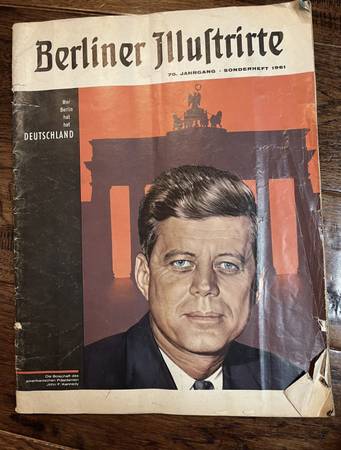 Berliner Illustrirte
70. JAHRGANG · SONDERHEFT 1961
Wer
Berlin
hat
hat
DEUTSCHLAND
Die Botschaft des
amerikanischen Präsidenten
John F. Kennedy